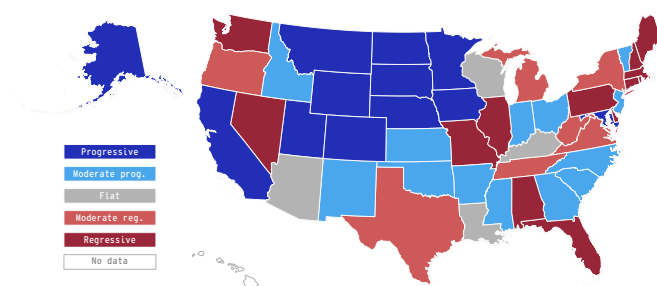 Progressive
Moderate prog.
Flat
Moderate reg.
Regressive
No data